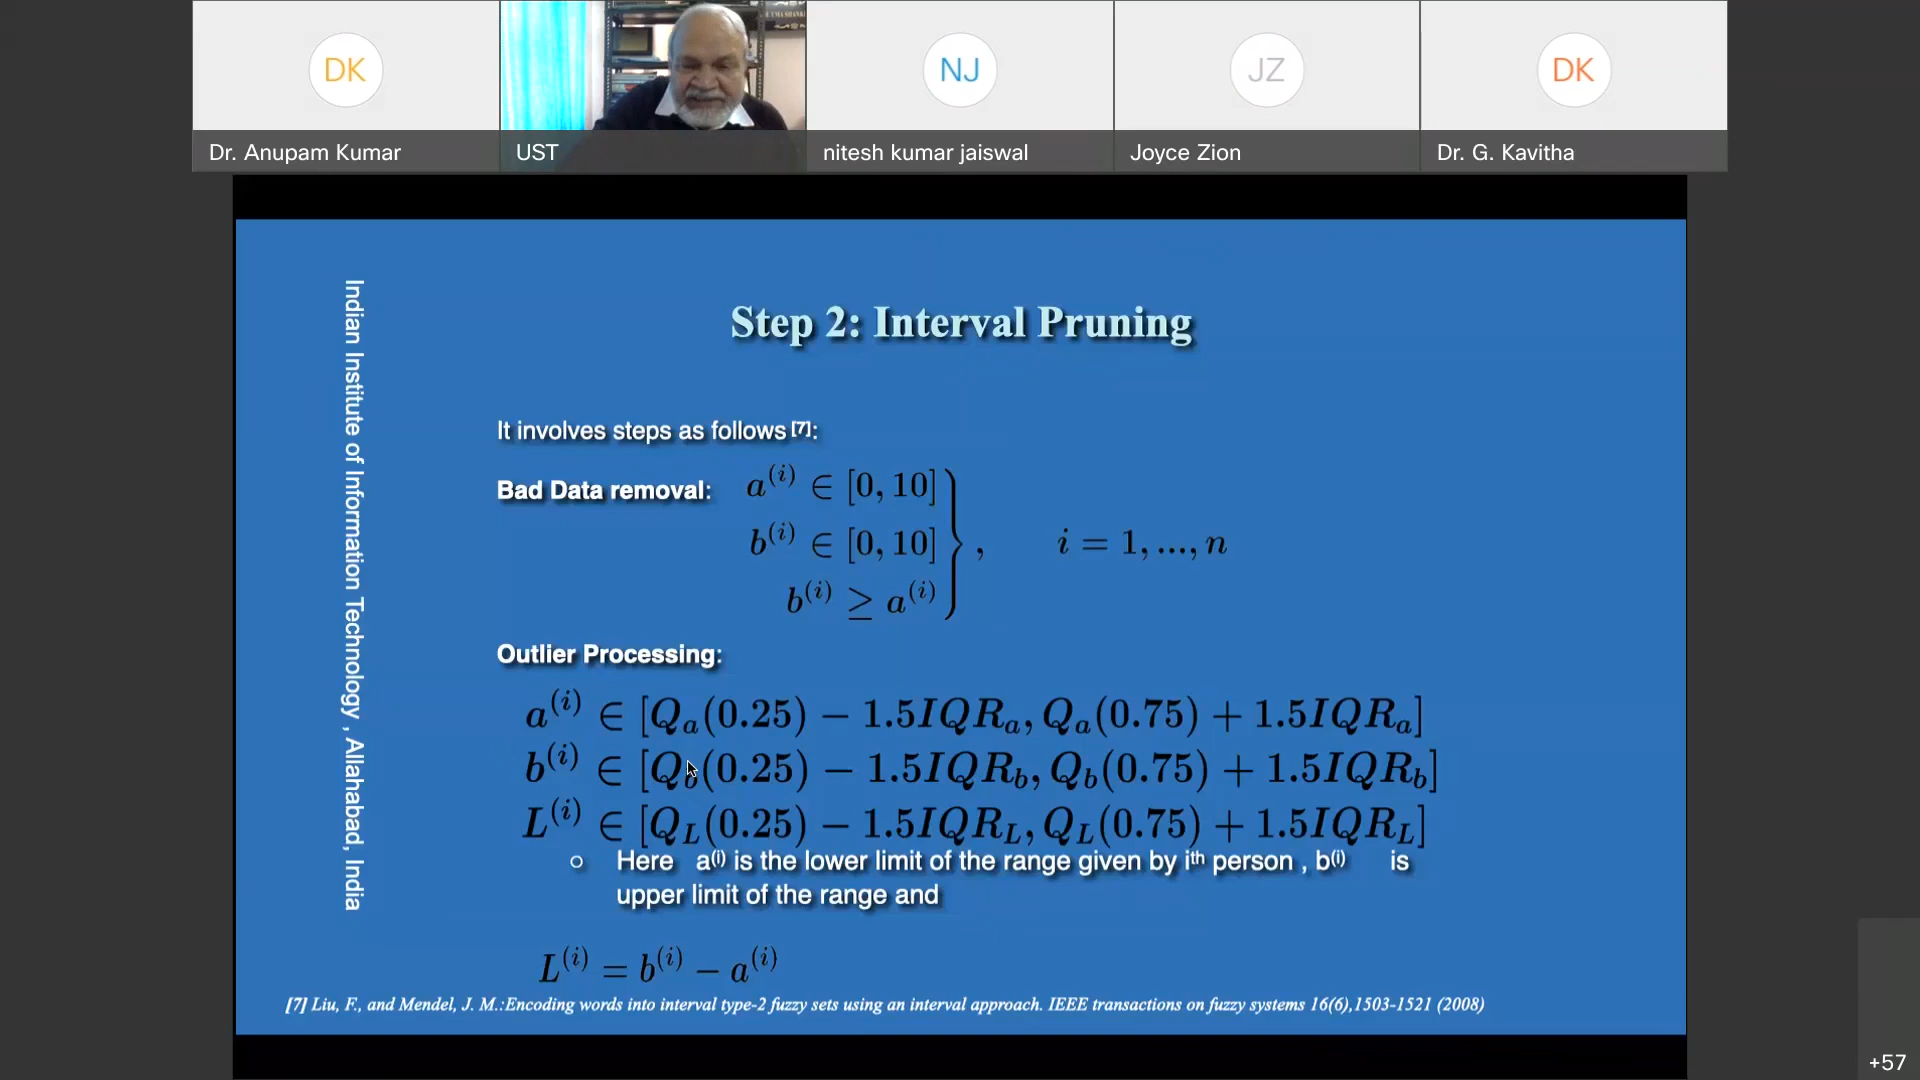 DK
NJ
JZ
DK
Dr. Anupam Kumar
UST
nitesh kumar jaiswal
Joyce Zion
Dr. G. Kavitha
Indian Institute of Information Technology , Allahabad, India
Step 2: Interval Pruning
It involves steps as follows [7]:
Bad Data removal: a^(i) ∈ [0, 10]
b^(i) ∈ [0, 10] } , i = 1, ..., n
b^(i) ≥ a^(i)
Outlier Processing:
a^(i) ∈ [Q_a(0.25) − 1.5IQR_a, Q_a(0.75) + 1.5IQR_a]
b^(i) ∈ [Q_b(0.25) − 1.5IQR_b, Q_b(0.75) + 1.5IQR_b]
L^(i) ∈ [Q_L(0.25) − 1.5IQR_L, Q_L(0.75) + 1.5IQR_L]
○ Here a(i) is the lower limit of the range given by ith person , b(i) is
upper limit of the range and
L^(i) = b^(i) − a^(i)
[7] Liu, F., and Mendel, J. M.:Encoding words into interval type-2 fuzzy sets using an interval approach. IEEE transactions on fuzzy systems 16(6),1503-1521 (2008)
+57